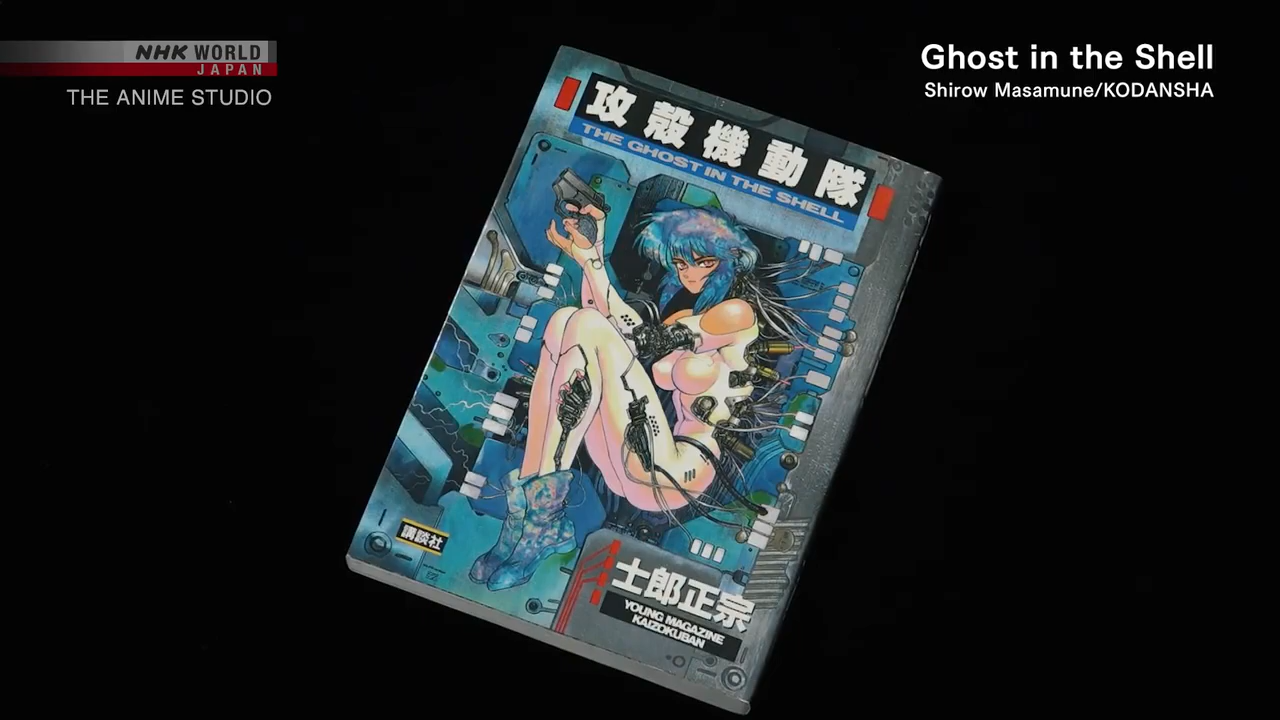 NHK WORLD
JAPAN
THE ANIME STUDIO
Ghost in the Shell
Shirow Masamune/KODANSHA
攻殻機動隊
THE GHOST IN THE SHELL
講談社
士郎正宗
YOUNG MAGAZINE
KAIZOKUBAN